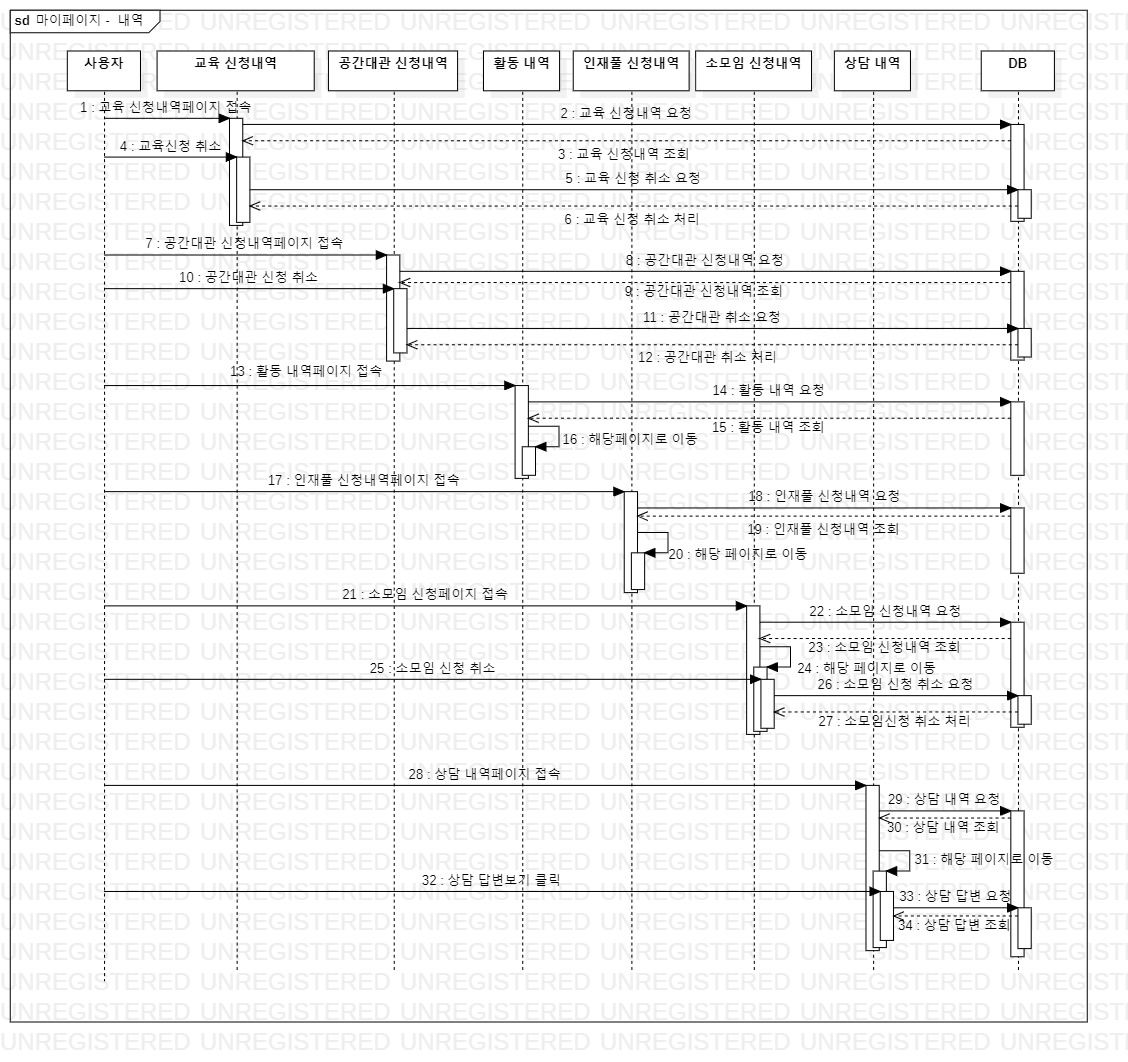 sd 마이페이지 - 내역
사용자
교육 신청내역
공간대관 신청내역
활동 내역
인재풀 신청내역
소모임 신청내역
상담 내역
DB
1 : 교육 신청내역페이지 접속
2 : 교육 신청내역 요청
3 : 교육 신청내역 조회
4 : 교육신청 취소
5 : 교육 신청 취소 요청
6 : 교육 신청 취소 처리
7 : 공간대관 신청내역페이지 접속
8 : 공간대관 신청내역 요청
9 : 공간대관 신청내역 조회
10 : 공간대관 신청 취소
11 : 공간대관 취소 요청
12 : 공간대관 취소 처리
13 : 활동 내역페이지 접속
14 : 활동 내역 요청
15 : 활동 내역 조회
16 : 해당페이지로 이동
17 : 인재풀 신청내역페이지 접속
18 : 인재풀 신청내역 요청
19 : 인재풀 신청내역 조회
20 : 해당 페이지로 이동
21 : 소모임 신청페이지 접속
22 : 소모임 신청내역 요청
23 : 소모임 신청내역 조회
24 : 해당 페이지로 이동
25 : 소모임 신청 취소
26 : 소모임 신청 취소 요청
27 : 소모임신청 취소 처리
28 : 상담 내역페이지 접속
29 : 상담 내역 요청
30 : 상담 내역 조회
31 : 해당 페이지로 이동
32 : 상담 답변보기 클릭
33 : 상담 답변 요청
34 : 상담 답변 조회
UNREGISTERED